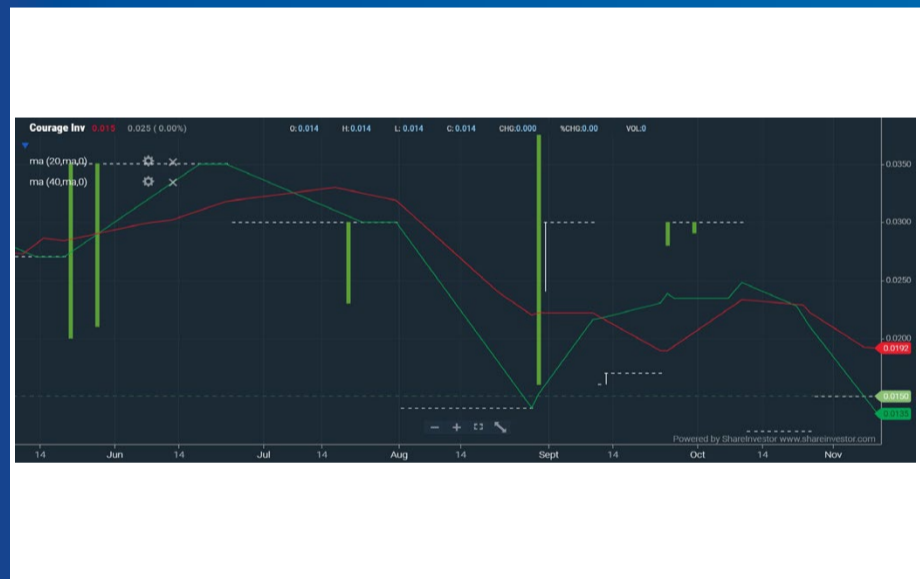 Courage Inv 0.015 0.025 ( 0.00%) O: 0.014 H: 0.014 L: 0.014 C: 0.014 CHG:0.000 %CHG:0.00 VOL:0
ma (20,ma,0)
ma (40,ma,0)
0.0350
0.0300
0.0250
0.0200
0.0192
0.0150
0.0135
Powered by ShareInvestor www.shareinvestor.com
14 Jun 14 Jul 14 Aug 14 Sept 14 Oct 14 Nov